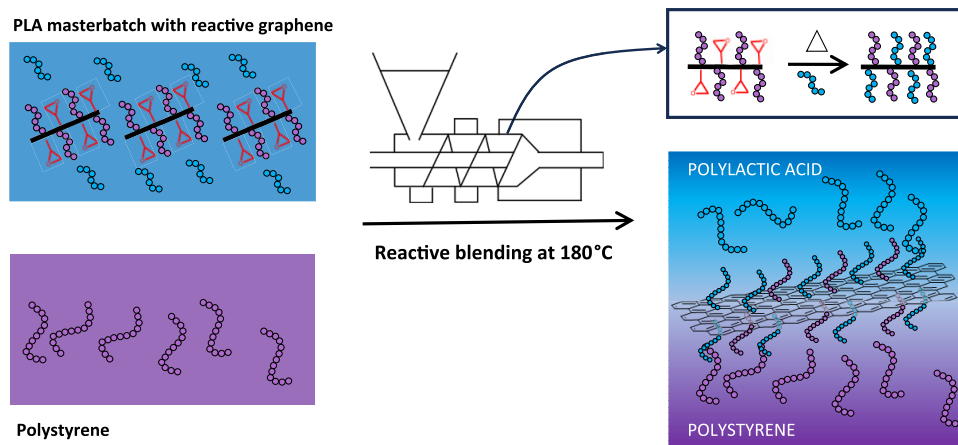 PLA masterbatch with reactive graphene
Polystyrene
Reactive blending at 180°C
POLYLACTIC ACID
POLYSTYRENE